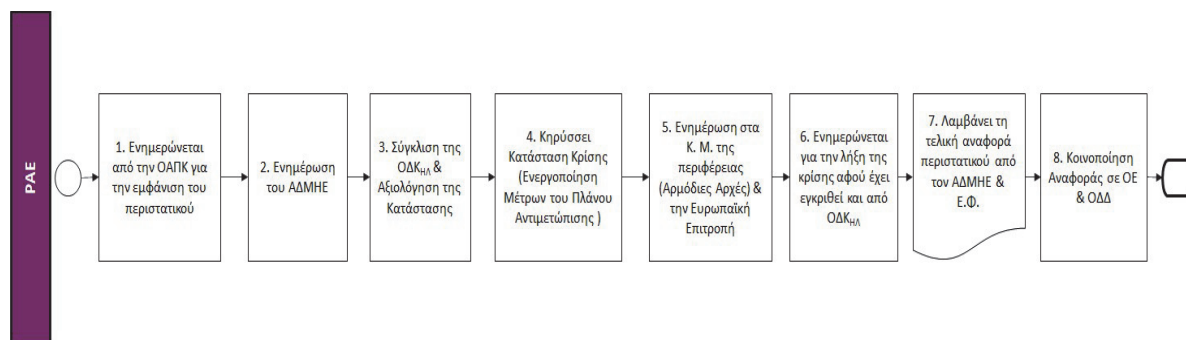 ΡΑΕ
1. Ενημερώνεται
από την ΟΑΠΚ για
την εμφάνιση του
περιστατικού
2. Ενημέρωση
του ΑΔΜΗΕ
3. Σύγκλιση της
ΟΔΚΗΛ &
Αξιολόγηση της
Κατάστασης
4. Κηρύσσει
Κατάσταση Κρίσης
(Ενεργοποίηση
Μέτρων του Πλάνου
Αντιμετώπισης )
5. Ενημέρωση στα
Κ. Μ. της
περιφέρειας
(Αρμόδιες Αρχές) &
την Ευρωπαϊκή
Επιτροπή
6. Ενημερώνεται
για την λήξη της
κρίσης αφού έχει
εγκριθεί και από
ΟΔΚΗΛ
7. Λαμβάνει τη
τελική αναφορά
περιστατικού από
τον ΑΔΜΗΕ &
Ε.Φ.
8. Κοινοποίηση
Αναφοράς σε ΟΕ
& ΟΔΔ